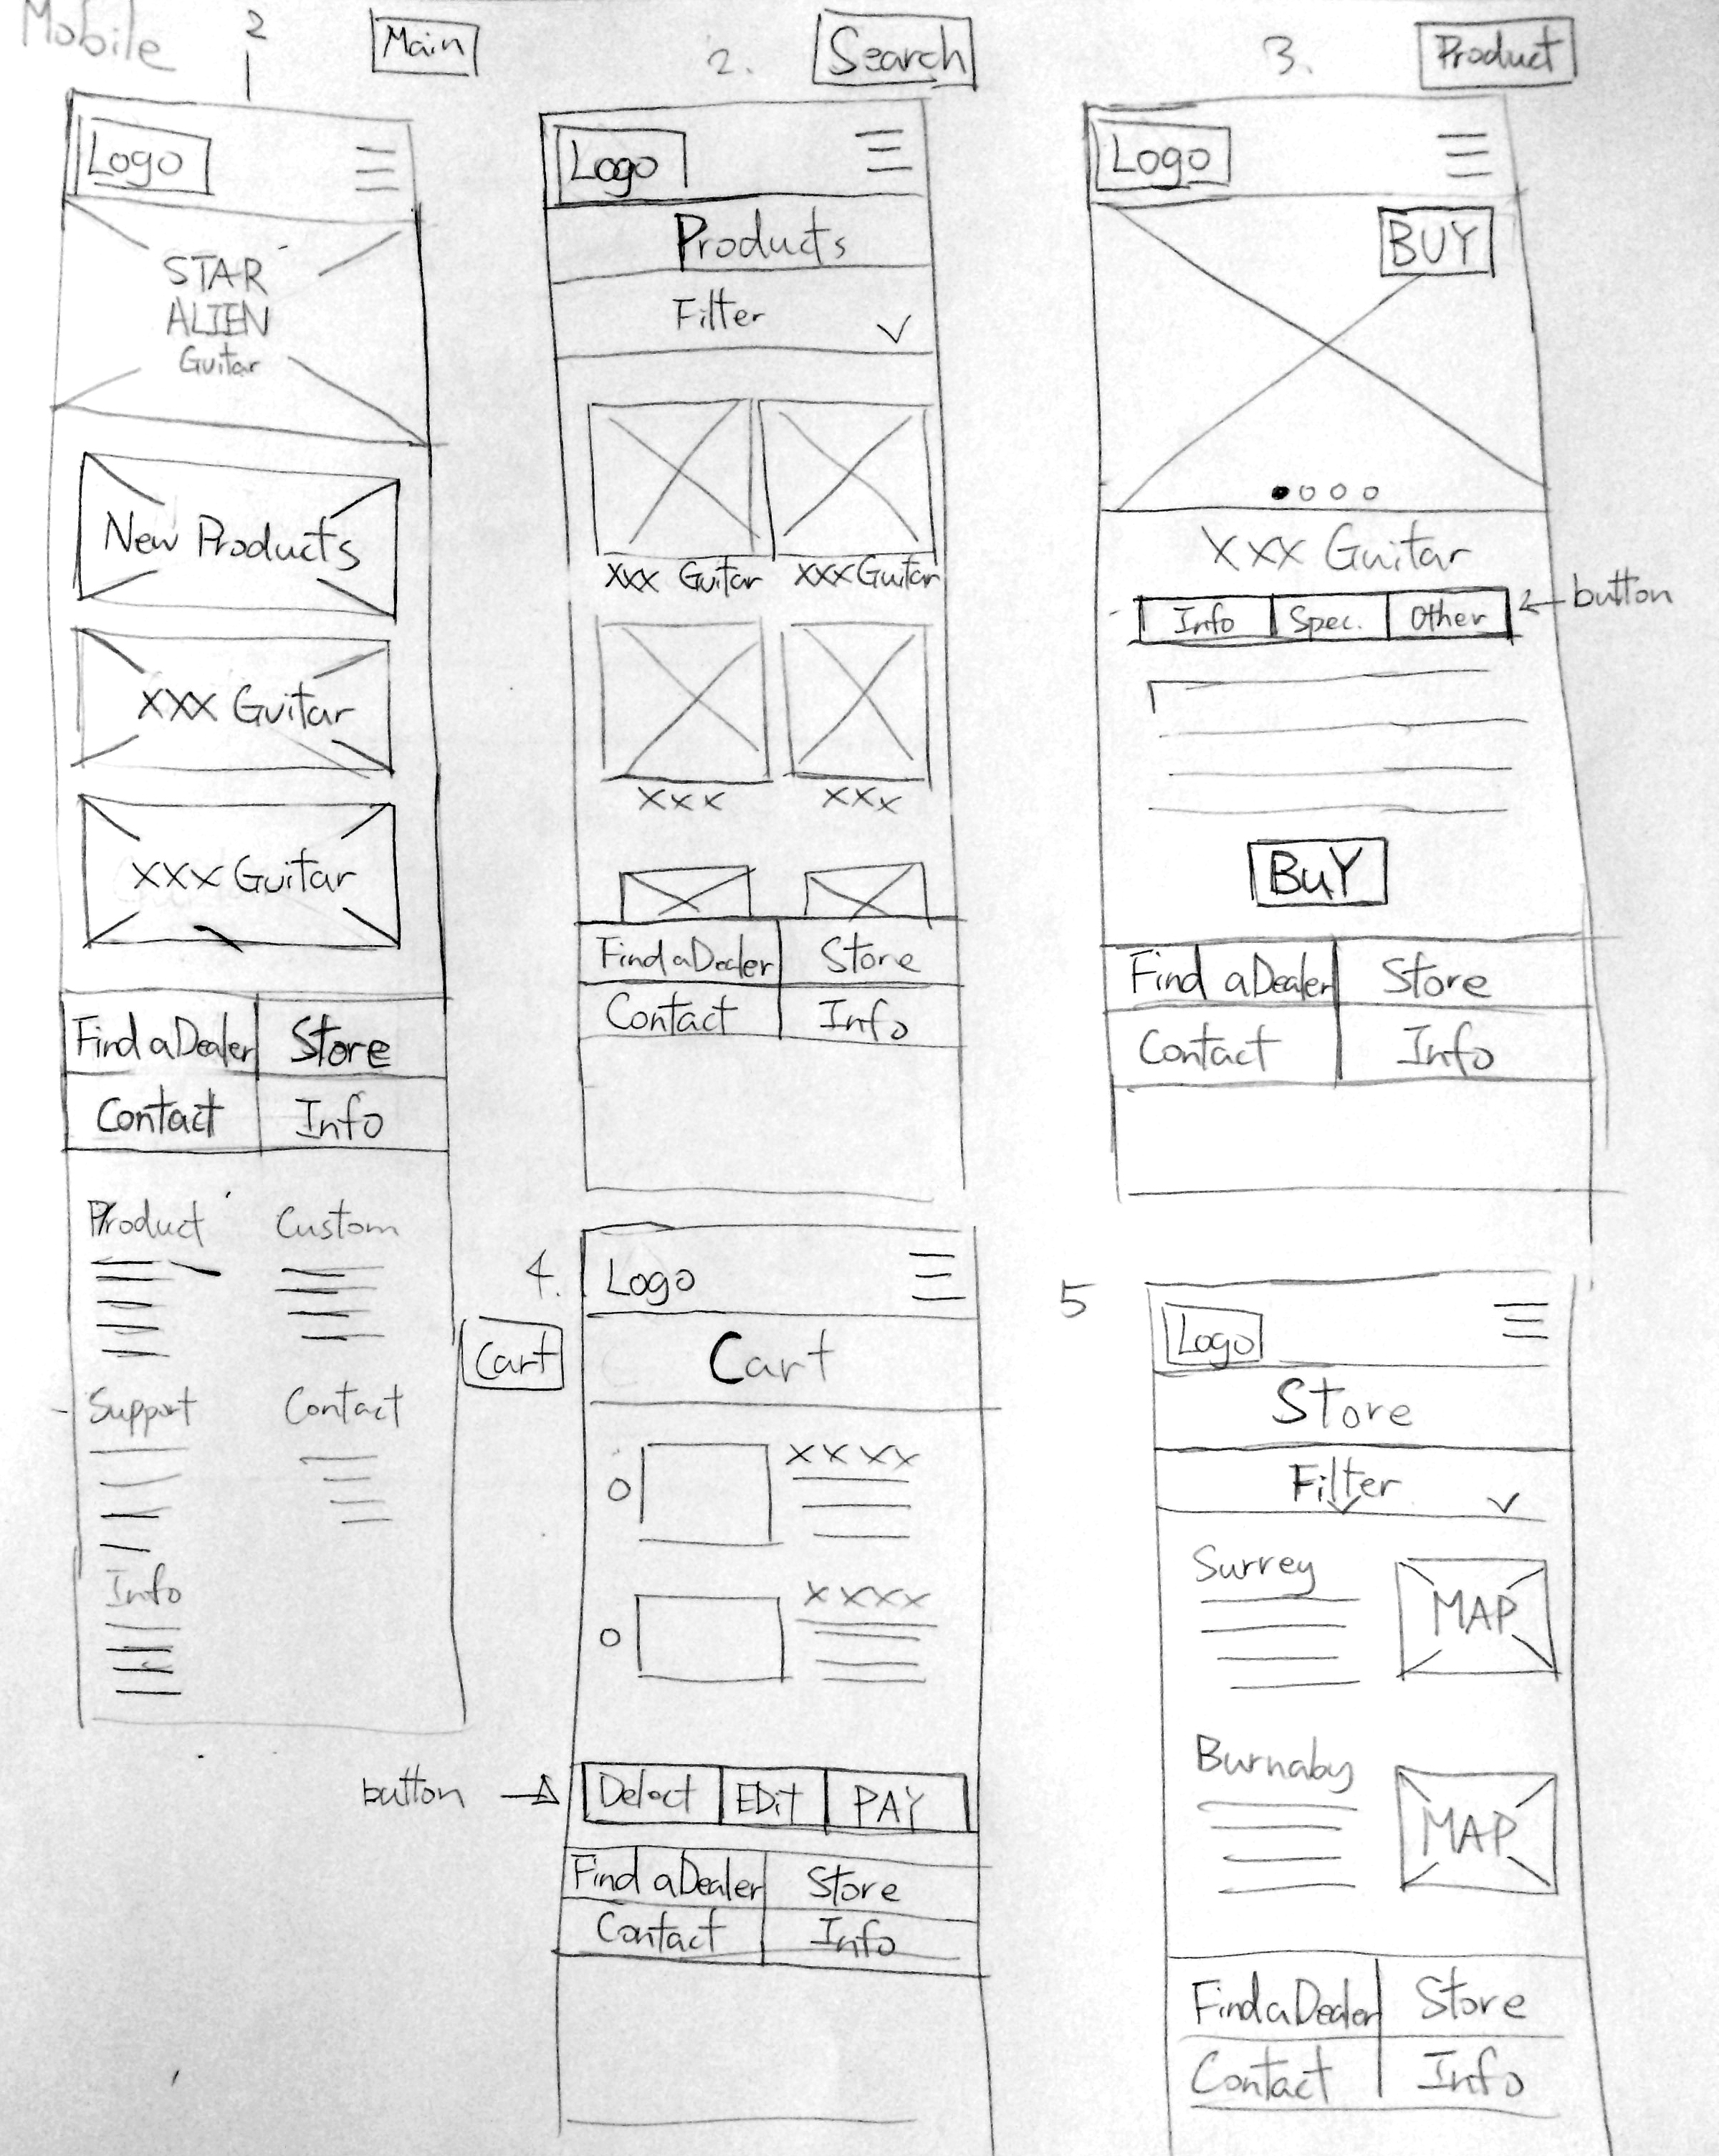 Mobile
2
Main
Logo
STAR
ALIEN
Guitar
New Products
XXX Guitar
XXX Guitar
Find a Dealer Store
Contact Info
Product Custom
Support Contact
Info
2.
Search
Logo
Products
Filter
XXX Guitar XXX Guitar
XXX XXX
Find a Dealer Store
Contact Info
3.
Product
Logo
BUY
XXX Guitar
Info Spec. Other
button
BUY
Find a Dealer Store
Contact Info
4.
Cart
Logo
Cart
XXXX
XXXX
button
Delect EDit PAY
Find a Dealer Store
Contact Info
5
Logo
Store
Filter
Surrey
MAP
Burnaby
MAP
Find a Dealer Store
Contact Info